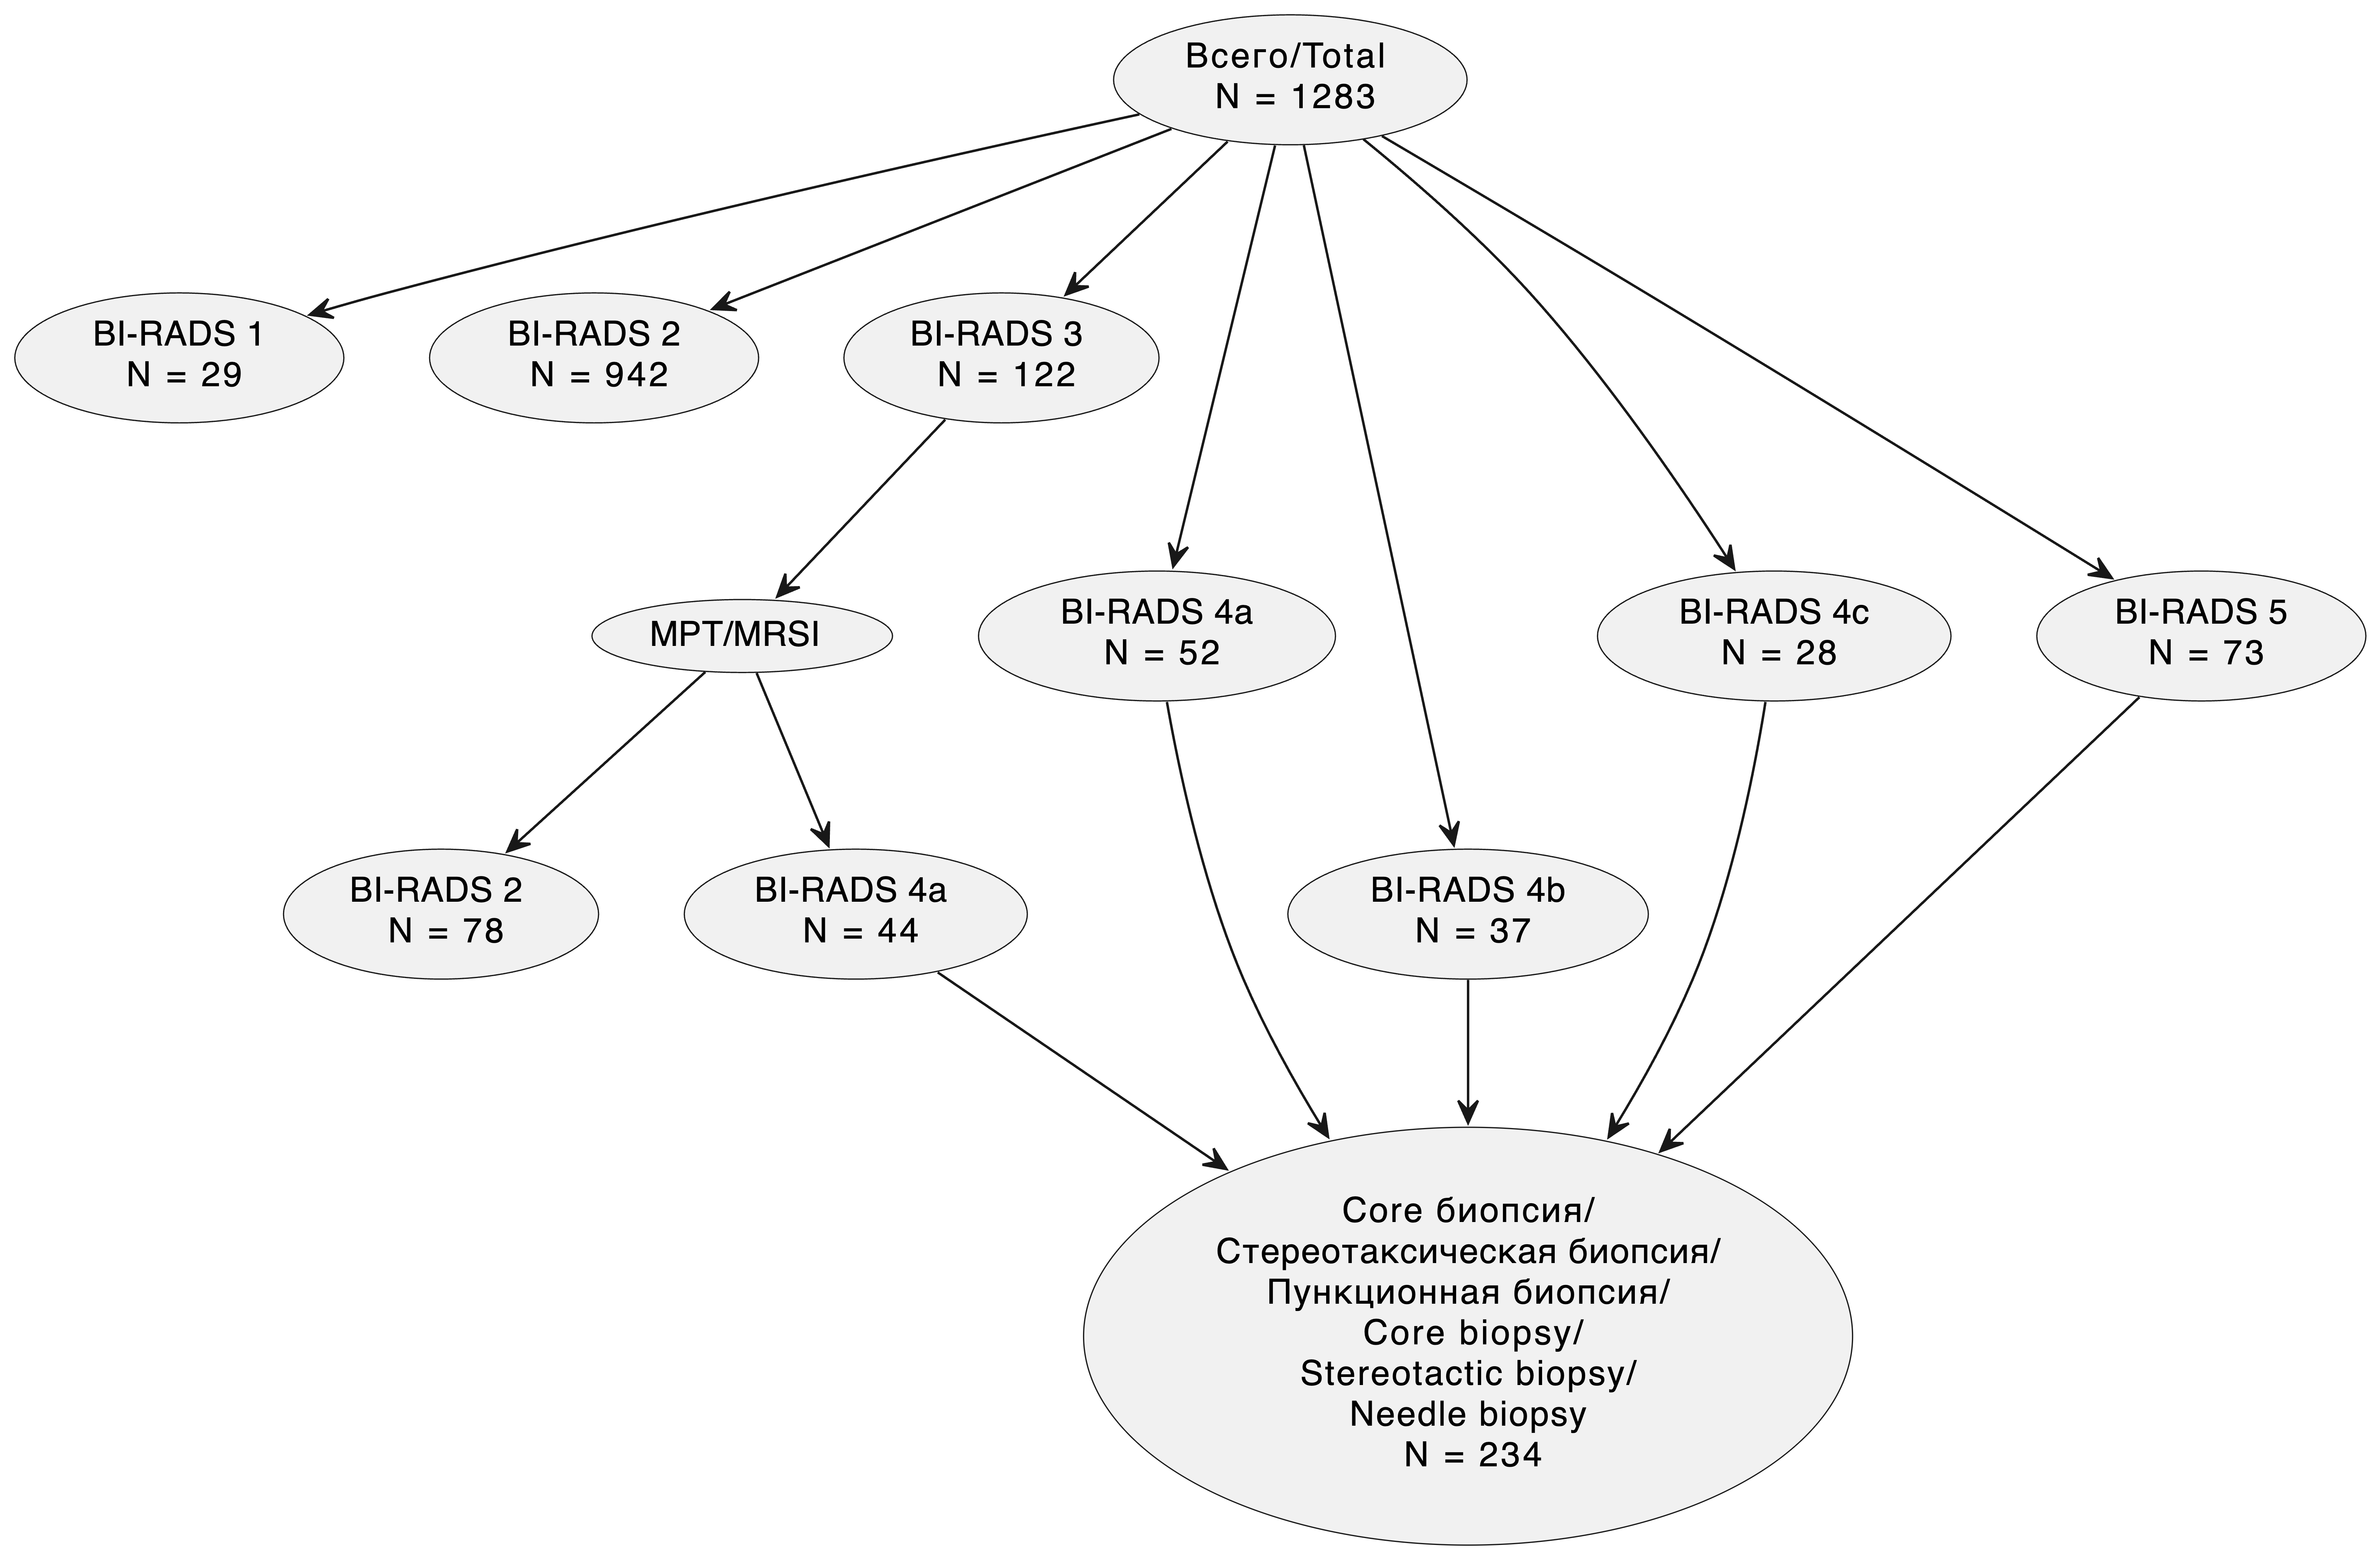 Всего/Total
N = 1283
BI-RADS 1
N = 29
BI-RADS 2
N = 942
BI-RADS 3
N = 122
МРТ/MRSI
BI-RADS 4a
N = 52
BI-RADS 4c
N = 28
BI-RADS 5
N = 73
BI-RADS 2
N = 78
BI-RADS 4a
N = 44
BI-RADS 4b
N = 37
Core биопсия/
Стереотаксическая биопсия/
Пункционная биопсия/
Core biopsy/
Stereotactic biopsy/
Needle biopsy
N = 234